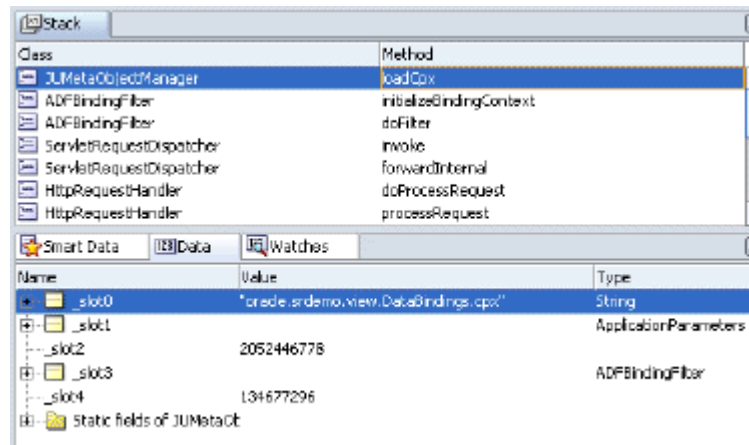 Stack
Class Method
JUMetaObjectManager loadCpx
ADFBindingFilter initializeBindingContext
ADFBindingFilter doFilter
ServletRequestDispatcher invoke
ServletRequestDispatcher forwardInternal
HttpRequestHandler doProcessRequest
HttpRequestHandler processRequest
Smart Data Data Watches
Name Value Type
_slot0 "oracle.srdemo.view.DataBindings.cpx" String
_slot1 ApplicationParameters
_slot2 2052446778
_slot3 ADFBindingFilter
_slot4 134677296
Static fields of JUMetaOb